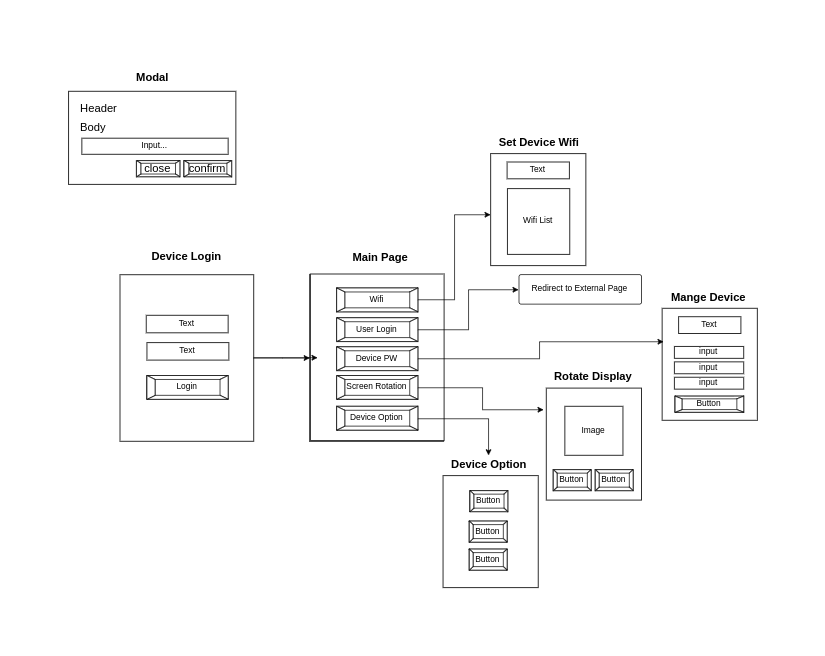 Modal
Header
Body
Input...
close
confirm
Set Device Wifi
Text
Wifi List
Device Login
Text
Text
Login
Main Page
Wifi
User Login
Device PW
Screen Rotation
Device Option
Redirect to External Page
Mange Device
Text
input
input
input
Button
Rotate Display
Image
Button
Button
Device Option
Button
Button
Button